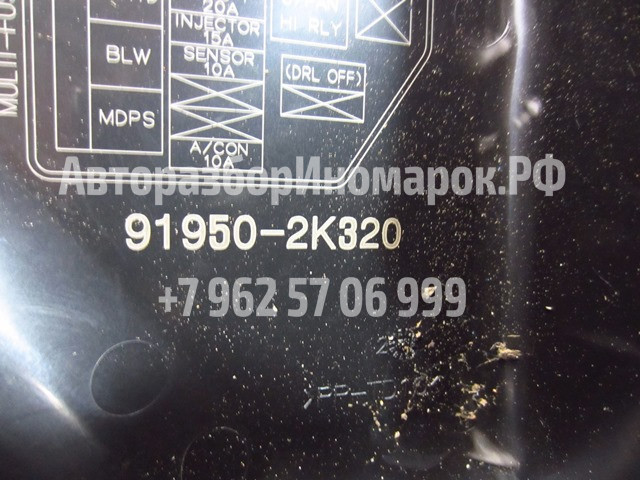 20A
INJECTOR
15A
HI RLY
SENSOR
10A
BLW
(DRL OFF)
MDPS
A/CON
10A
АвторазборИномарок.РФ
91950-2K320
+7 962 57 06 999